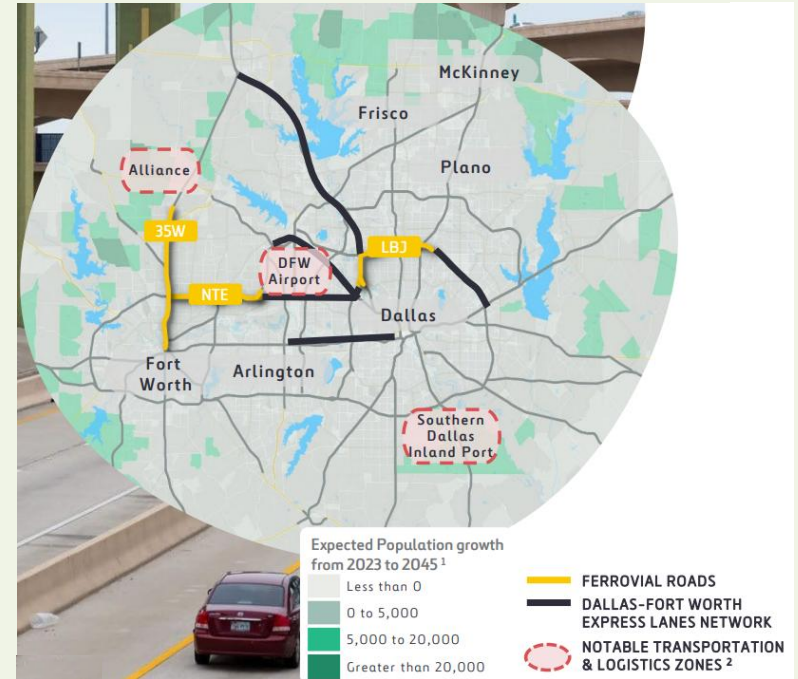 McKinney
Frisco
Plano
Alliance
35W
LBJ
DFW
Airport
NTE
Dallas
Fort
Worth
Arlington
Southern
Dallas
Inland Port
Expected Population growth
from 2023 to 2045 1
Less than 0
0 to 5,000
5,000 to 20,000
Greater than 20,000
FERROVIAL ROADS
DALLAS-FORT WORTH
EXPRESS LANES NETWORK
NOTABLE TRANSPORTATION
& LOGISTICS ZONES 2